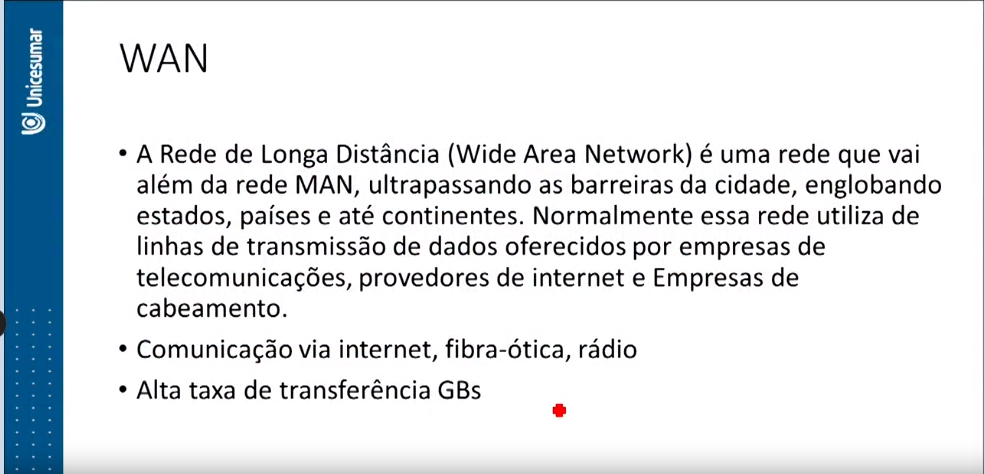 Unicesumar
WAN
• A Rede de Longa Distância (Wide Area Network) é uma rede que vai
além da rede MAN, ultrapassando as barreiras da cidade, englobando
estados, países e até continentes. Normalmente essa rede utiliza de
linhas de transmissão de dados oferecidos por empresas de
telecomunicações, provedores de internet e Empresas de
cabeamento.
• Comunicação via internet, fibra-ótica, rádio
• Alta taxa de transferência GBs